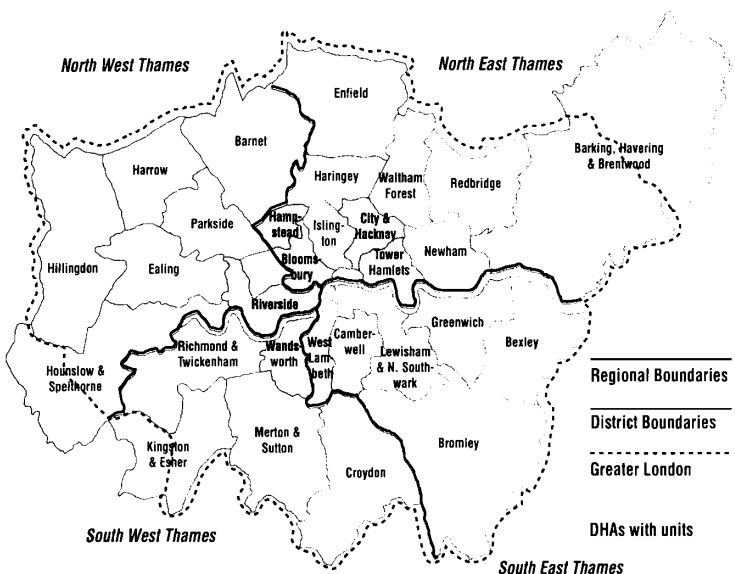 North West Thames
North East Thames
Enfield
Barnet
Barking, Havering
& Brentwood
Harrow
Haringey
Waltham
Forest
Redbridge
Parkside
Hamp-
stead
Isling-
ton
City &
Hackney
Newham
Hillingdon
Ealing
Blooms-
bury
Tower
Hamlets
Riverside
Greenwich
Bexley
Richmond &
Twickenham
Wands-
worth
West
Lam-
beth
Camber-
well
Lewisham
& N. South-
wark
Hounslow &
Spelthorne
Regional Boundaries
District Boundaries
Kingston
& Esher
Merton &
Sutton
Croydon
Bromley
Greater London
DHAs with units
South West Thames
South East Thames